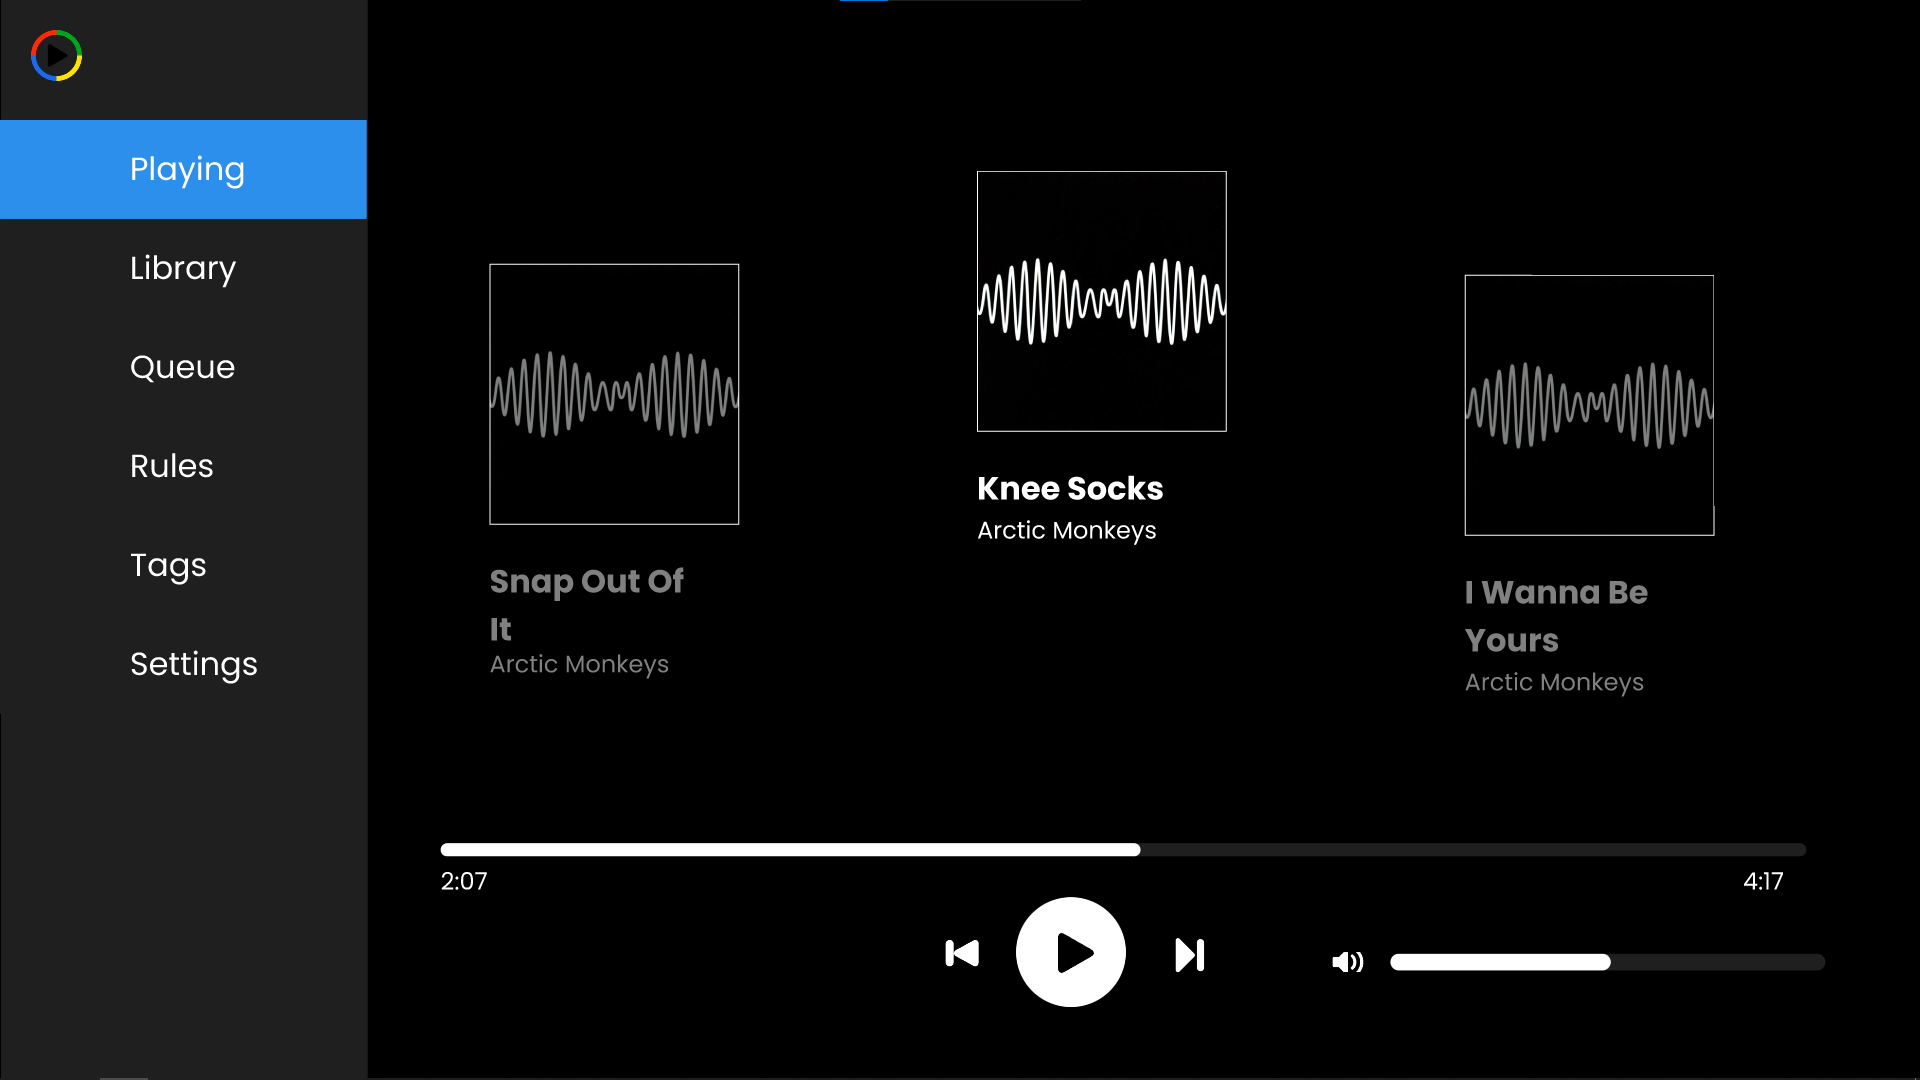 Playing
Library
Queue
Rules
Tags
Settings
Snap Out Of
It
Arctic Monkeys
Knee Socks
Arctic Monkeys
I Wanna Be
Yours
Arctic Monkeys
2:07
4:17